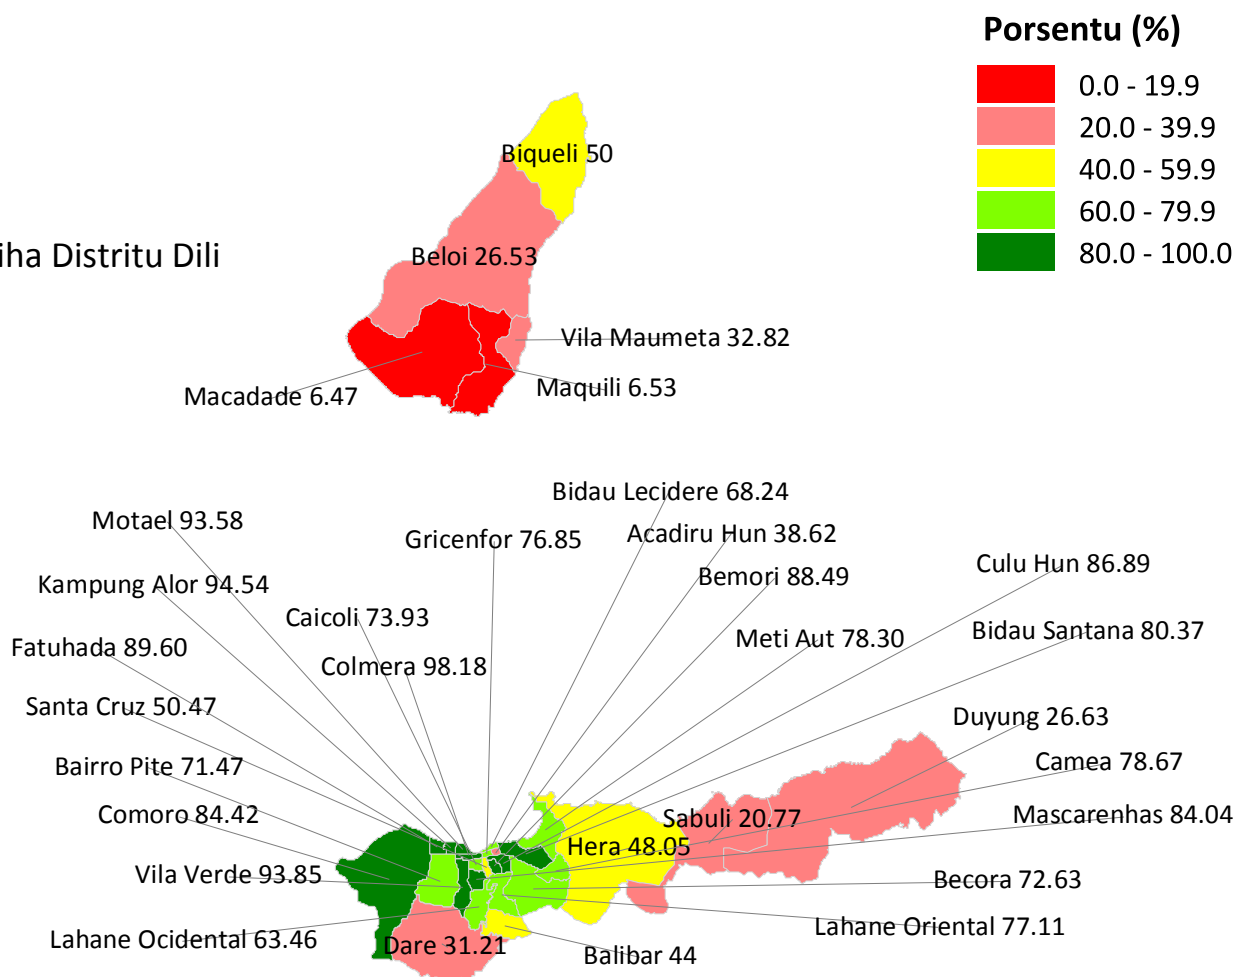 Porsentu (%)
0.0 - 19.9
20.0 - 39.9
40.0 - 59.9
60.0 - 79.9
80.0 - 100.0
iha Distritu Dili
Biqueli 50
Beloi 26.53
Vila Maumeta 32.82
Macadade 6.47
Maquili 6.53
Bidau Lecidere 68.24
Motael 93.58
Gricenfor 76.85
Acadiru Hun 38.62
Culu Hun 86.89
Kampung Alor 94.54
Bemori 88.49
Caicoli 73.93
Meti Aut 78.30
Bidau Santana 80.37
Fatuhada 89.60
Colmera 98.18
Santa Cruz 50.47
Duyung 26.63
Bairro Pite 71.47
Camea 78.67
Comoro 84.42
Sabuli 20.77
Mascarenhas 84.04
Hera 48.05
Vila Verde 93.85
Becora 72.63
Lahane Ocidental 63.46
Dare 31.21
Balibar 44
Lahane Oriental 77.11